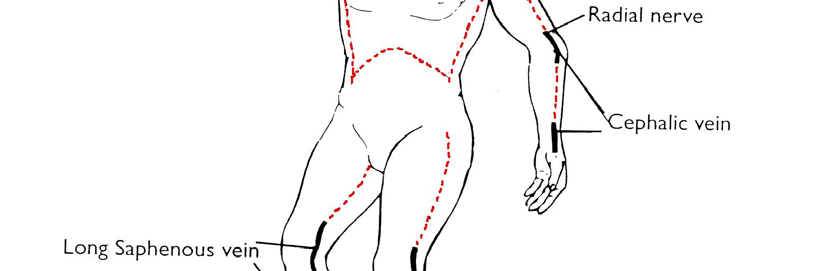 Radial nerve
Cephalic vein
Long Saphenous vein